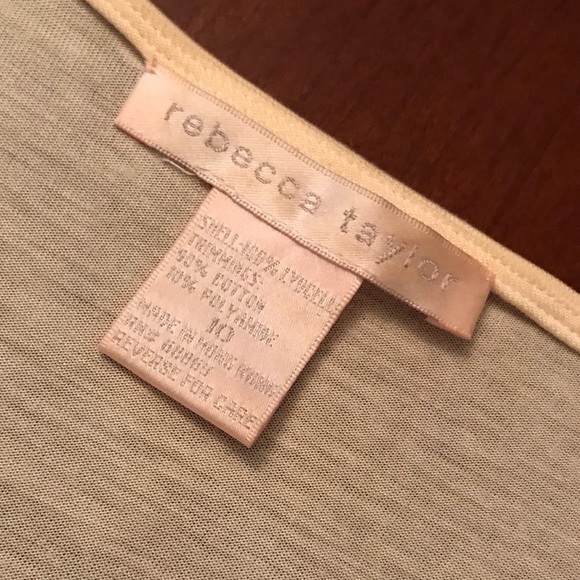 rebecca taylor
SHELL-100% LYOCELL
TRIMMINGS:
90% COTTON
10% POLYAMIDE
10
MADE IN HONG KONG
REVERSE FOR CARE